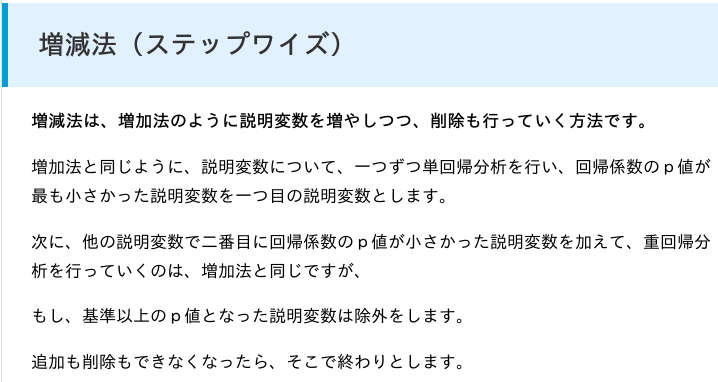 増減法（ステップワイズ）
増減法は、増加法のように説明変数を増やしつつ、削除も行っていく方法です。
増加法と同じように、説明変数について、一つずつ単回帰分析を行い、回帰係数のｐ値が
最も小さかった説明変数を一つ目の説明変数とします。
次に、他の説明変数で二番目に回帰係数のｐ値が小さかった説明変数を加えて、重回帰分
析を行っていくのは、増加法と同じですが、
もし、基準以上のｐ値となった説明変数は除外をします。
追加も削除もできなくなったら、そこで終わりとします。